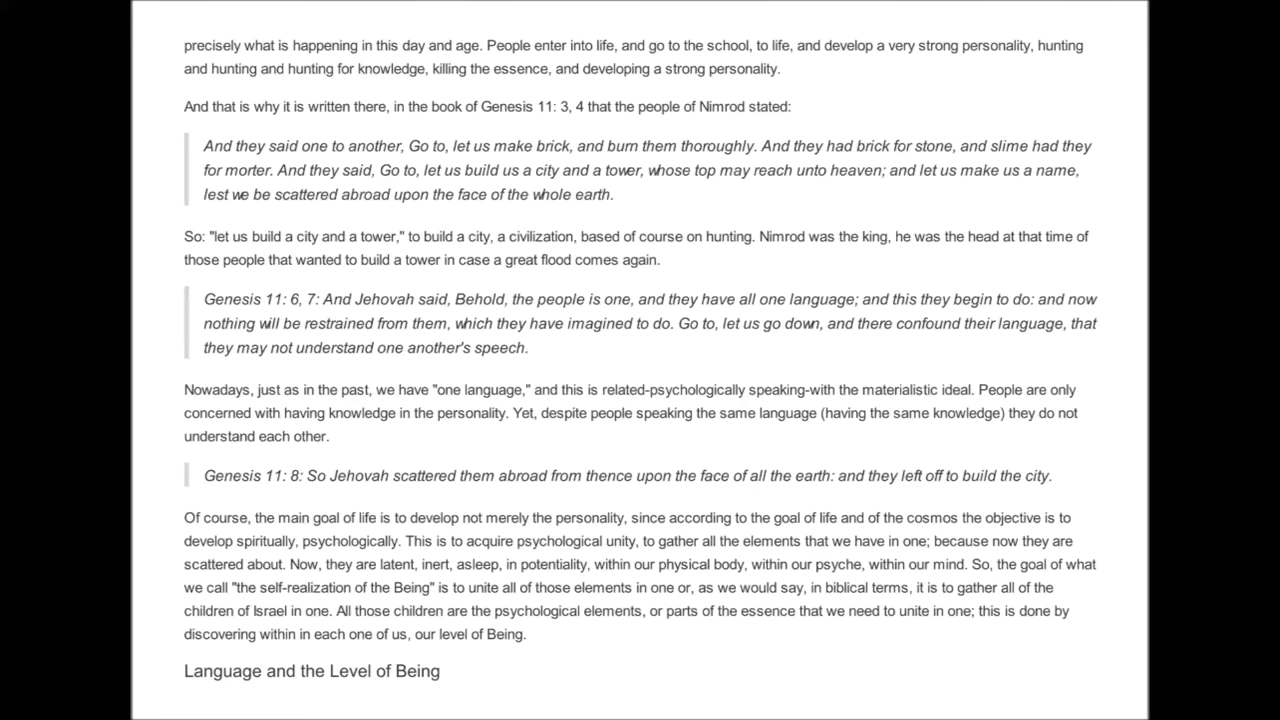 precisely what is happening in this day and age. People enter into life, and go to the school, to life, and develop a very strong personality, hunting
and hunting and hunting for knowledge, killing the essence, and developing a strong personality.
And that is why it is written there, in the book of Genesis 11: 3, 4 that the people of Nimrod stated:
And they said one to another, Go to, let us make brick, and burn them thoroughly. And they had brick for stone, and slime had they
for morter. And they said, Go to, let us build us a city and a tower, whose top may reach unto heaven; and let us make us a name,
lest we be scattered abroad upon the face of the whole earth.
So: "let us build a city and a tower," to build a city, a civilization, based of course on hunting. Nimrod was the king, he was the head at that time of
those people that wanted to build a tower in case a great flood comes again.
Genesis 11: 6, 7: And Jehovah said, Behold, the people is one, and they have all one language; and this they begin to do: and now
nothing will be restrained from them, which they have imagined to do. Go to, let us go down, and there confound their language, that
they may not understand one another's speech.
Nowadays, just as in the past, we have "one language," and this is related-psychologically speaking-with the materialistic ideal. People are only
concerned with having knowledge in the personality. Yet, despite people speaking the same language (having the same knowledge) they do not
understand each other.
Genesis 11: 8: So Jehovah scattered them abroad from thence upon the face of all the earth: and they left off to build the city.
Of course, the main goal of life is to develop not merely the personality, since according to the goal of life and of the cosmos the objective is to
develop spiritually, psychologically. This is to acquire psychological unity, to gather all the elements that we have in one; because now they are
scattered about. Now, they are latent, inert, asleep, in potentiality, within our physical body, within our psyche, within our mind. So, the goal of what
we call "the self-realization of the Being" is to unite all of those elements in one or, as we would say, in biblical terms, it is to gather all of the
children of Israel in one. All those children are the psychological elements, or parts of the essence that we need to unite in one; this is done by
discovering within in each one of us, our level of Being.
Language and the Level of Being